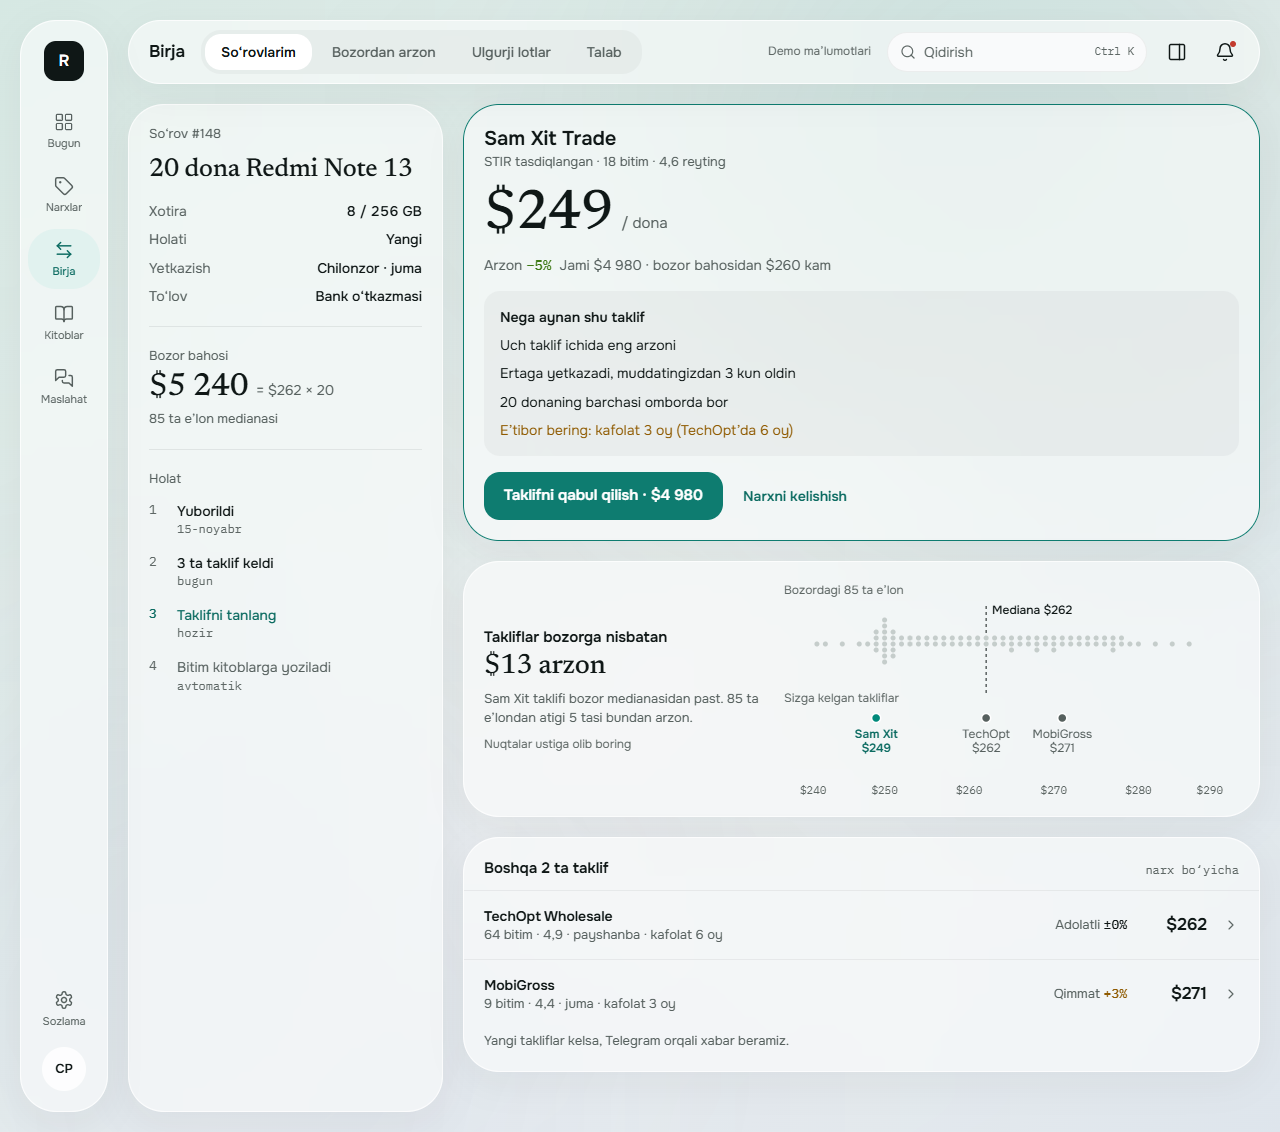 R
Bugun
Narxlar
Birja
Kitoblar
Maslahat
Sozlama
CP
Birja
So‘rovlarim
Bozordan arzon
Ulgurji lotlar
Talab
Demo ma’lumotlari
Qidirish
Ctrl K
So‘rov #148
20 dona Redmi Note 13
Xotira 8 / 256 GB
Holati Yangi
Yetkazish Chilonzor · juma
To‘lov Bank o‘tkazmasi
Bozor bahosi
$5 240 = $262 × 20
85 ta e’lon medianasi
Holat
1 Yuborildi
15-noyabr
2 3 ta taklif keldi
bugun
3 Taklifni tanlang
hozir
4 Bitim kitoblarga yoziladi
avtomatik
Sam Xit Trade
STIR tasdiqlangan · 18 bitim · 4,6 reyting
$249 / dona
Arzon −5% Jami $4 980 · bozor bahosidan $260 kam
Nega aynan shu taklif
Uch taklif ichida eng arzoni
Ertaga yetkazadi, muddatingizdan 3 kun oldin
20 donaning barchasi omborda bor
E’tibor bering: kafolat 3 oy (TechOpt’da 6 oy)
Taklifni qabul qilish · $4 980
Narxni kelishish
Takliflar bozorga nisbatan
$13 arzon
Sam Xit taklifi bozor medianasidan past. 85 ta
e’londan atigi 5 tasi bundan arzon.
Nuqtalar ustiga olib boring
Bozordagi 85 ta e’lon
Mediana $262
Sizga kelgan takliflar
Sam Xit
$249
TechOpt
$262
MobiGross
$271
$240 $250 $260 $270 $280 $290
Boshqa 2 ta taklif
narx bo‘yicha
TechOpt Wholesale
64 bitim · 4,9 · payshanba · kafolat 6 oy
Adolatli ±0% $262
MobiGross
9 bitim · 4,4 · juma · kafolat 3 oy
Qimmat +3% $271
Yangi takliflar kelsa, Telegram orqali xabar beramiz.